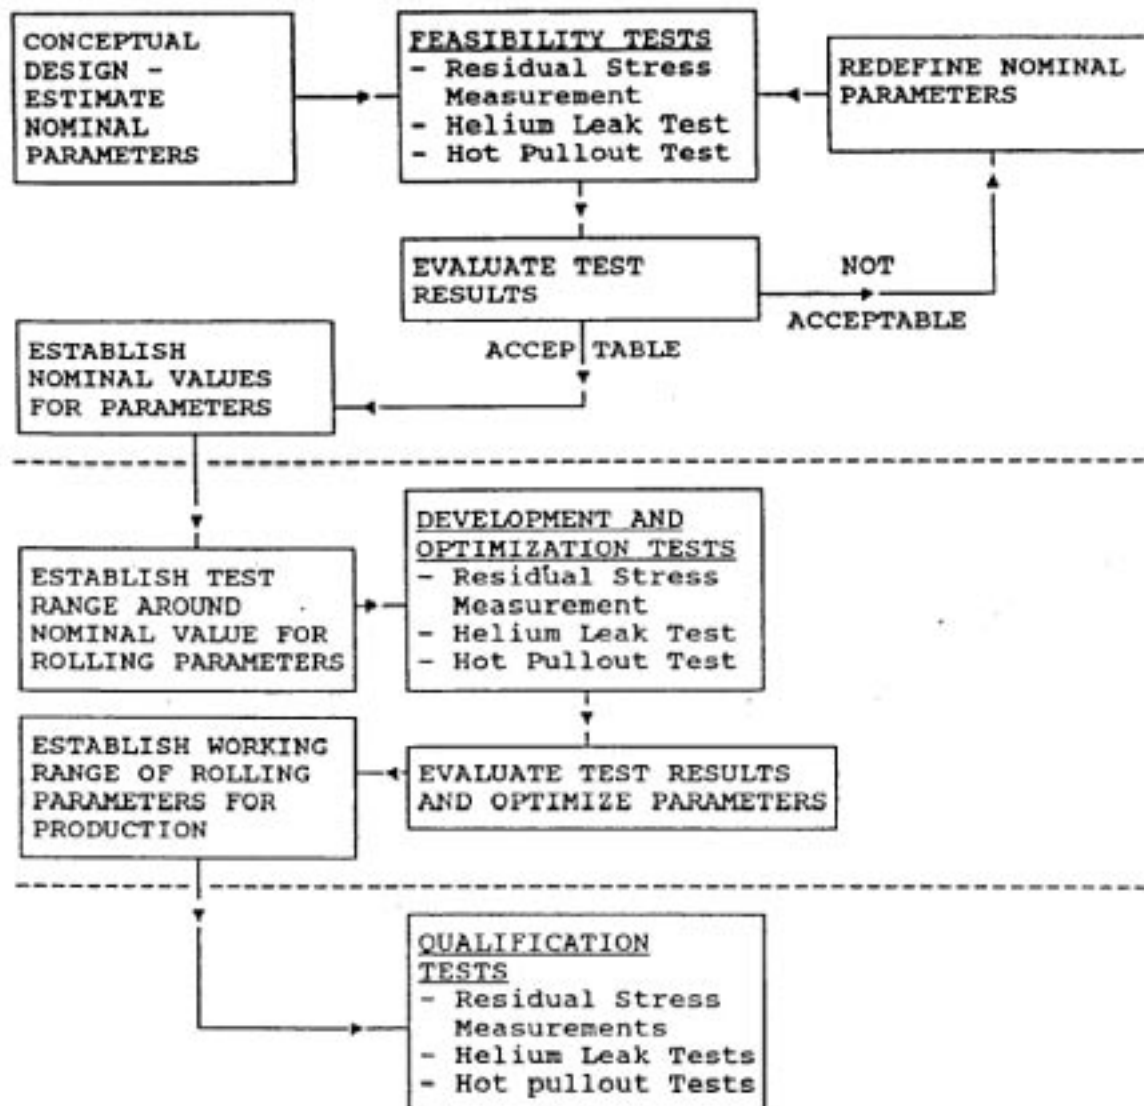 CONCEPTUAL
DESIGN -
ESTIMATE
NOMINAL
PARAMETERS
FEASIBILITY TESTS
- Residual Stress
Measurement
- Helium Leak Test
- Hot Pullout Test
REDEFINE NOMINAL
PARAMETERS
EVALUATE TEST
RESULTS
NOT
ACCEPTABLE
ACCEPTABLE
ESTABLISH
NOMINAL VALUES
FOR PARAMETERS
ESTABLISH TEST
RANGE AROUND
NOMINAL VALUE FOR
ROLLING PARAMETERS
DEVELOPMENT AND
OPTIMIZATION TESTS
- Residual Stress
Measurement
- Helium Leak Test
- Hot Pullout Test
EVALUATE TEST RESULTS
AND OPTIMIZE PARAMETERS
ESTABLISH WORKING
RANGE OF ROLLING
PARAMETERS FOR
PRODUCTION
QUALIFICATION
TESTS
- Residual Stress
Measurements
- Helium Leak Tests
- Hot pullout Tests